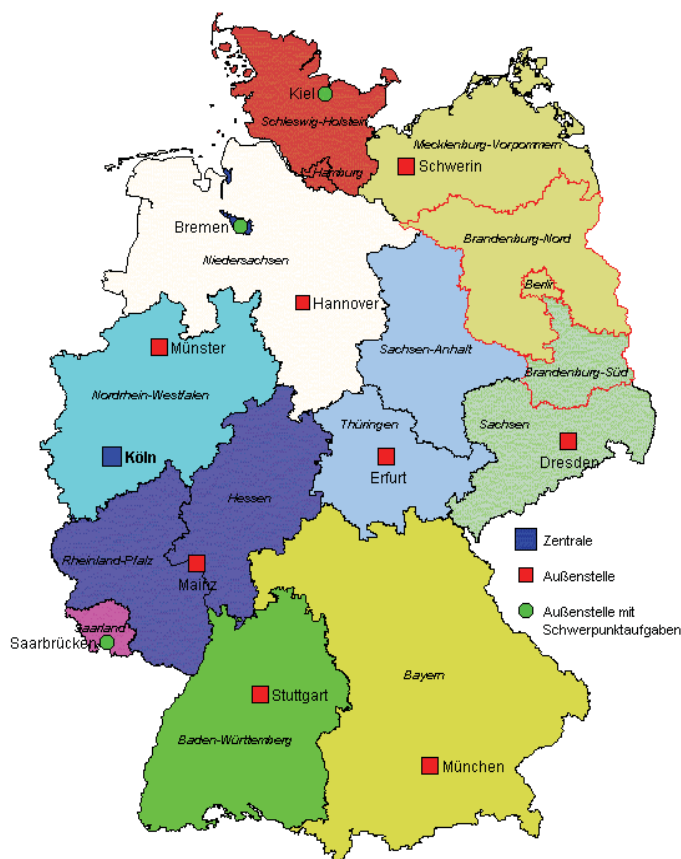 Kiel
Schleswig-Holstein
Mecklenburg-Vorpommern
Schwerin
Hamburg
Bremen
Brandenburg-Nord
Niedersachsen
Berlin
Hannover
Münster
Sachsen-Anhalt
Brandenburg-Süd
Nordrhein-Westfalen
Thüringen
Sachsen
Köln
Dresden
Erfurt
Hessen
Zentrale
Rheinland-Pfalz
Außenstelle
Mainz
Außenstelle mit
Schwerpunktaufgaben
Saarland
Saarbrücken
Bayern
Stuttgart
Baden-Württemberg
München